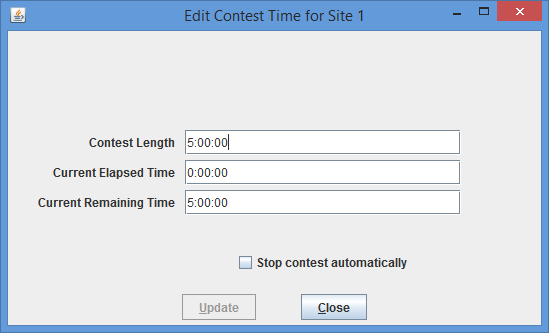 Edit Contest Time for Site 1
Contest Length 5:00:00
Current Elapsed Time 0:00:00
Current Remaining Time 5:00:00
Stop contest automatically
Update Close